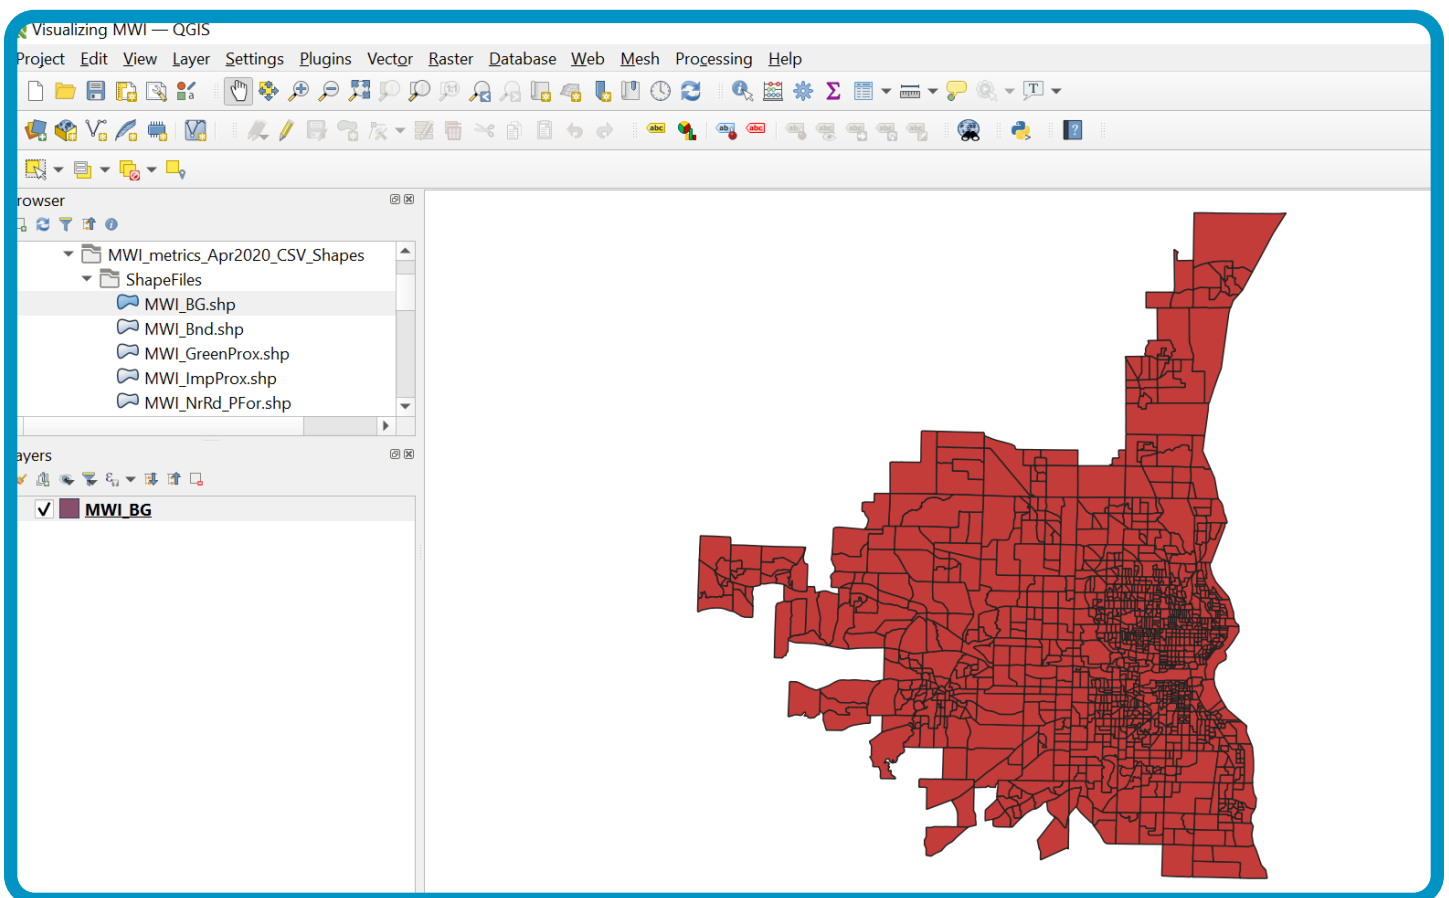 Visualizing MWI — QGIS
Project Edit View Layer Settings Plugins Vector Raster Database Web Mesh Processing Help
rowser
MWI_metrics_Apr2020_CSV_Shapes
ShapeFiles
MWI_BG.shp
MWI_Bnd.shp
MWI_GreenProx.shp
MWI_ImpProx.shp
MWI_NrRd_PFor.shp
ayers
MWI_BG